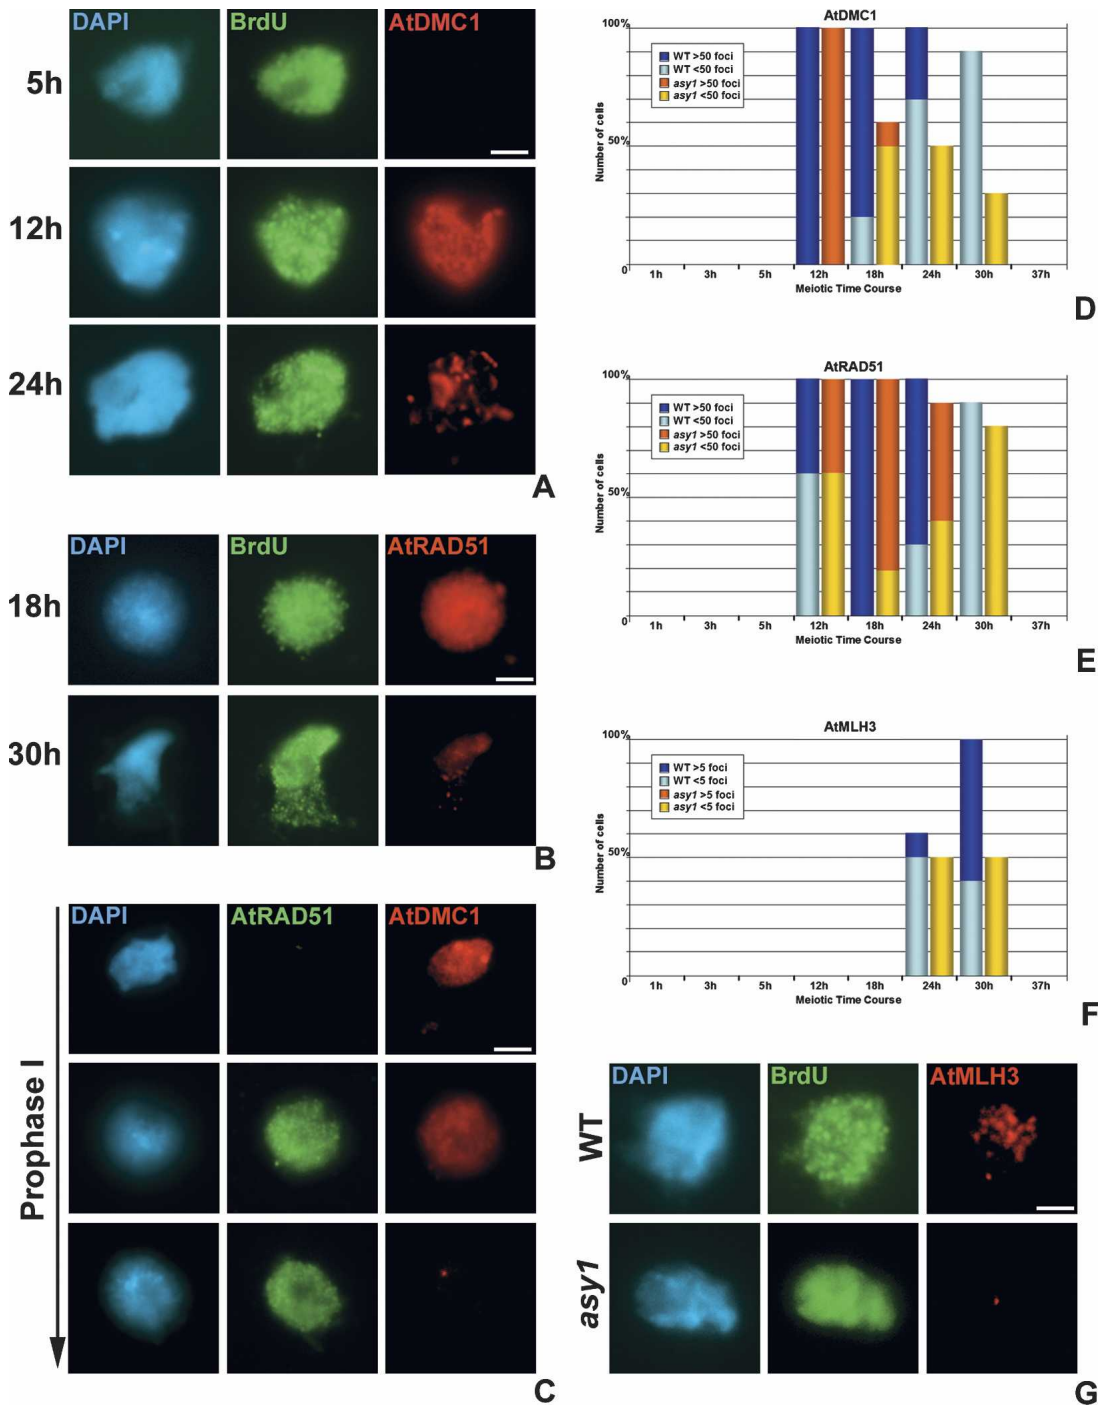 DAPI BrdU AtDMC1
5h
12h
24h
A
DAPI BrdU AtRAD51
18h
30h
B
DAPI AtRAD51 AtDMC1
Prophase I
C
AtDMC1
100%
50%
0
Number of cells
WT >50 foci
WT <50 foci
asy1 >50 foci
asy1 <50 foci
1h 3h 5h 12h 18h 24h 30h 37h
Meiotic Time Course
D
AtRAD51
100%
50%
0
Number of cells
WT >50 foci
WT <50 foci
asy1 >50 foci
asy1 <50 foci
1h 3h 5h 12h 18h 24h 30h 37h
Meiotic Time Course
E
AtMLH3
100%
50%
0
Number of cells
WT >5 foci
WT <5 foci
asy1 >5 foci
asy1 <5 foci
1h 3h 5h 12h 18h 24h 30h 37h
Meiotic Time Course
F
DAPI BrdU AtMLH3
WT
asy1
G